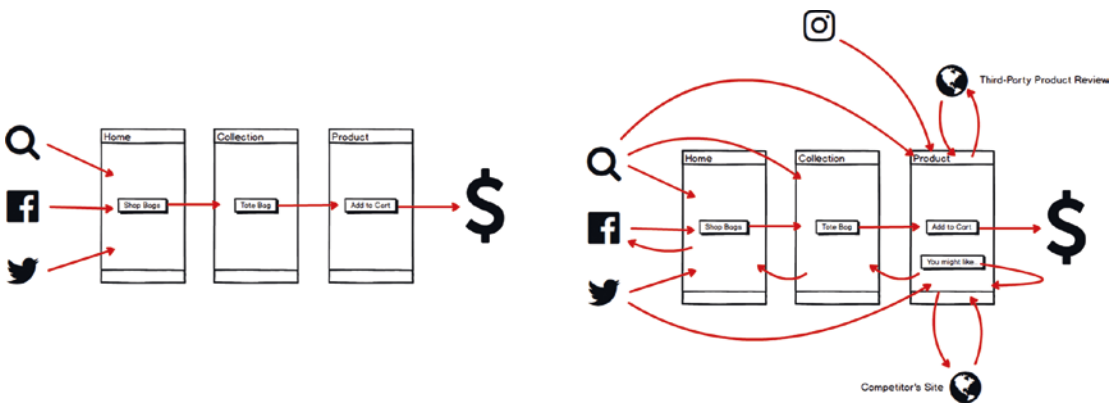 Home
Collection
Product
Shop Bags
Tote Bag
Add to Cart
Third-Party Product Review
Home
Collection
Product
Shop Bags
Tote Bag
Add to Cart
You might like...
Competitor's Site